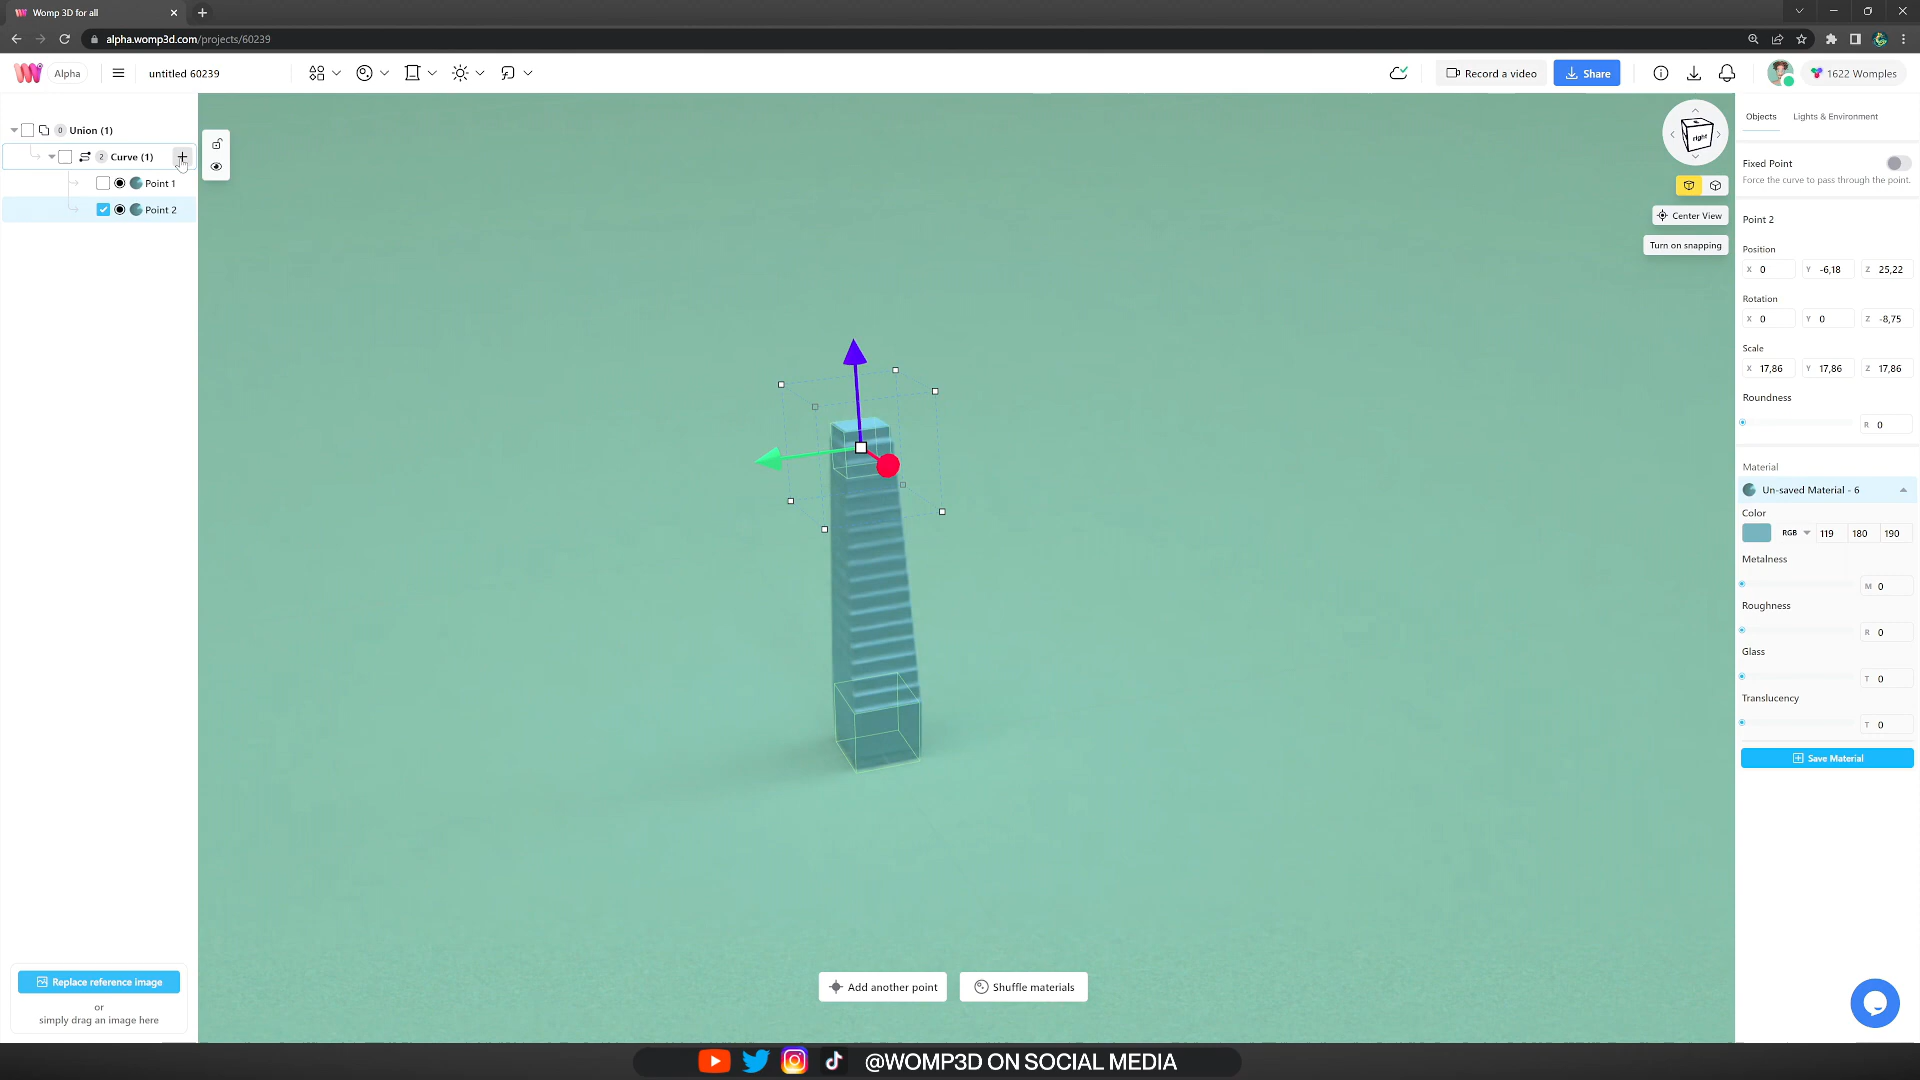 Womp 3D for all
alpha.womp3d.com/projects/60239
Alpha
untitled 60239
Record a video
Share
1622 Womples
0 Union (1)
2 Curve (1)
Point 1
Point 2
right
Center View
Turn on snapping
Objects
Lights & Environment
Fixed Point
Force the curve to pass through the point.
Point 2
Position
X 0 Y -6,18 Z 25,22
Rotation
X 0 Y 0 Z -8,75
Scale
X 17,86 Y 17,86 Z 17,86
Roundness
R 0
Material
Un-saved Material - 6
Color
RGB 119 180 190
Metalness
M 0
Roughness
R 0
Glass
T 0
Translucency
T 0
Save Material
Replace reference image
or
simply drag an image here
Add another point
Shuffle materials
@WOMP3D ON SOCIAL MEDIA